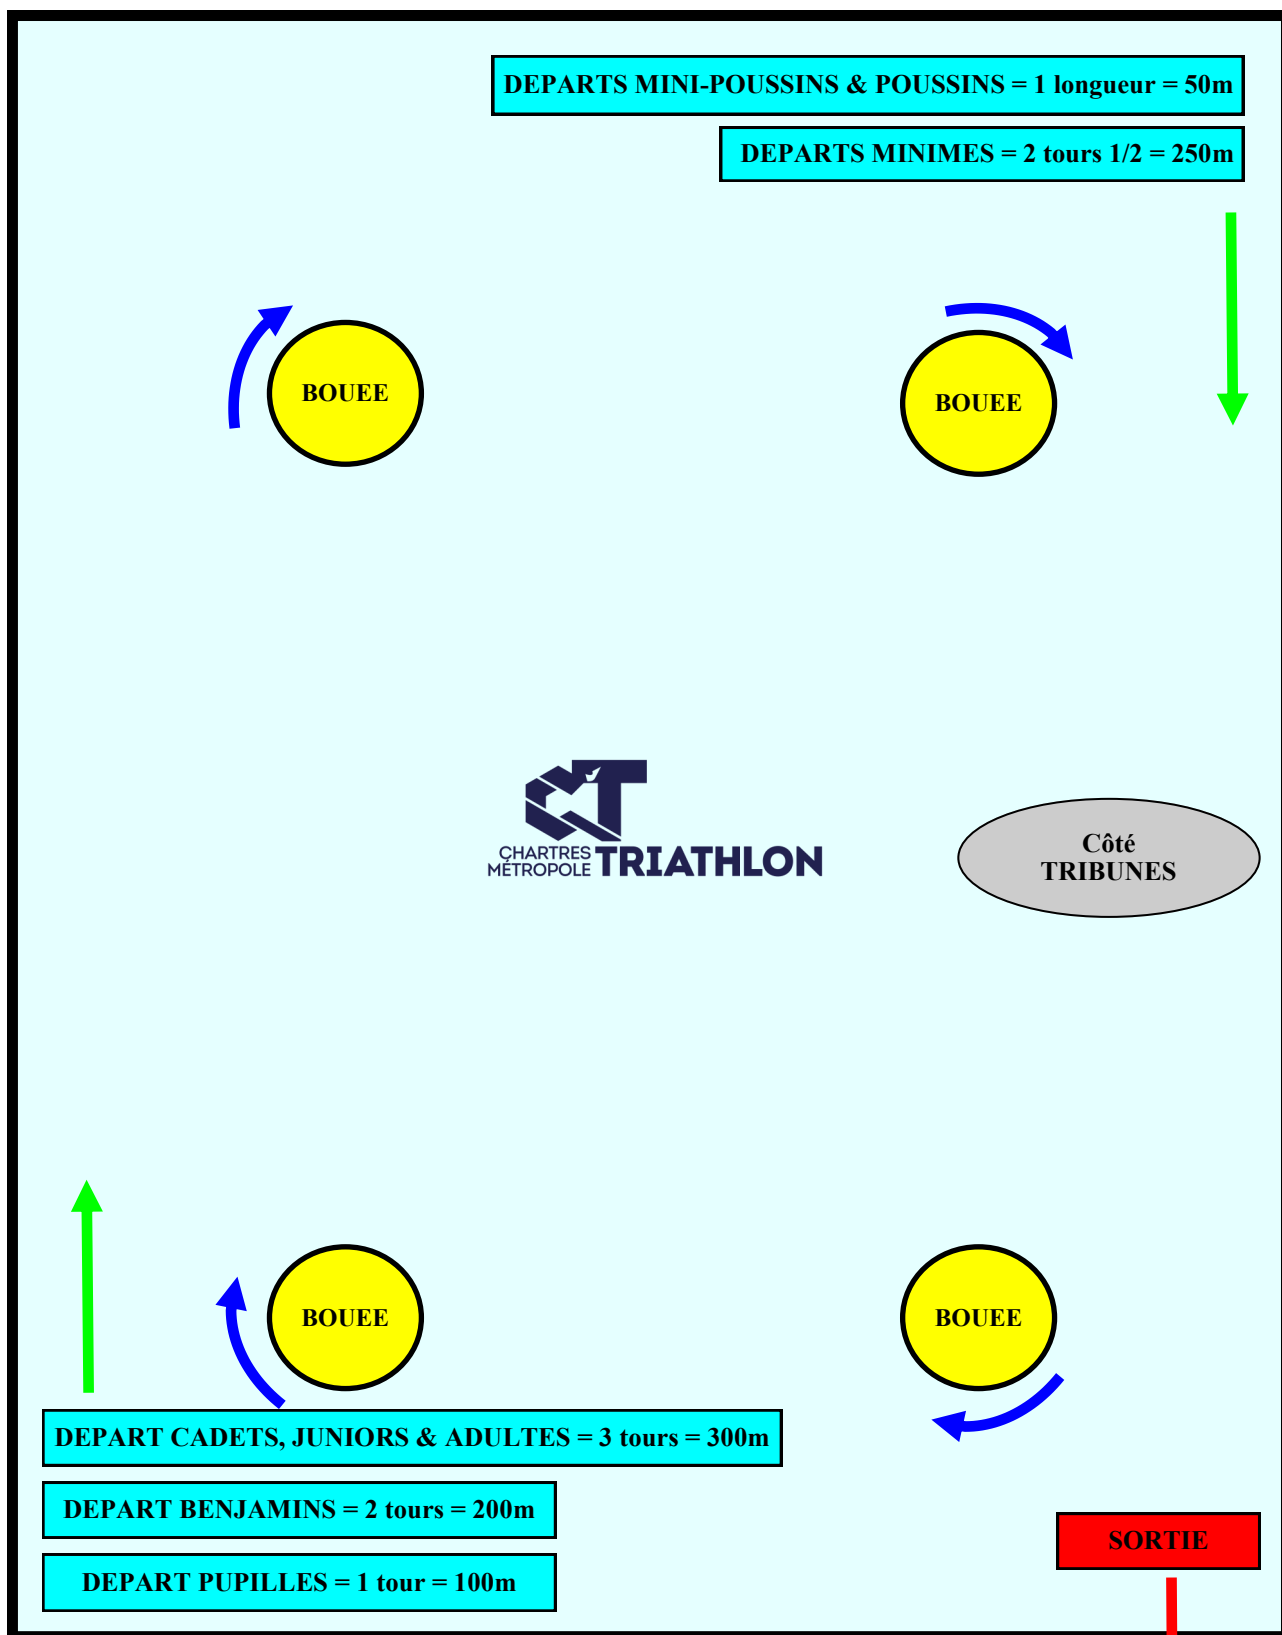 DEPARTS MINI-POUSSINS & POUSSINS = 1 longueur = 50m
DEPARTS MINIMES = 2 tours 1/2 = 250m
BOUEE
BOUEE
CHARTRES
MÉTROPOLE TRIATHLON
Côté
TRIBUNES
BOUEE
BOUEE
DEPART CADETS, JUNIORS & ADULTES = 3 tours = 300m
DEPART BENJAMINS = 2 tours = 200m
SORTIE
DEPART PUPILLES = 1 tour = 100m